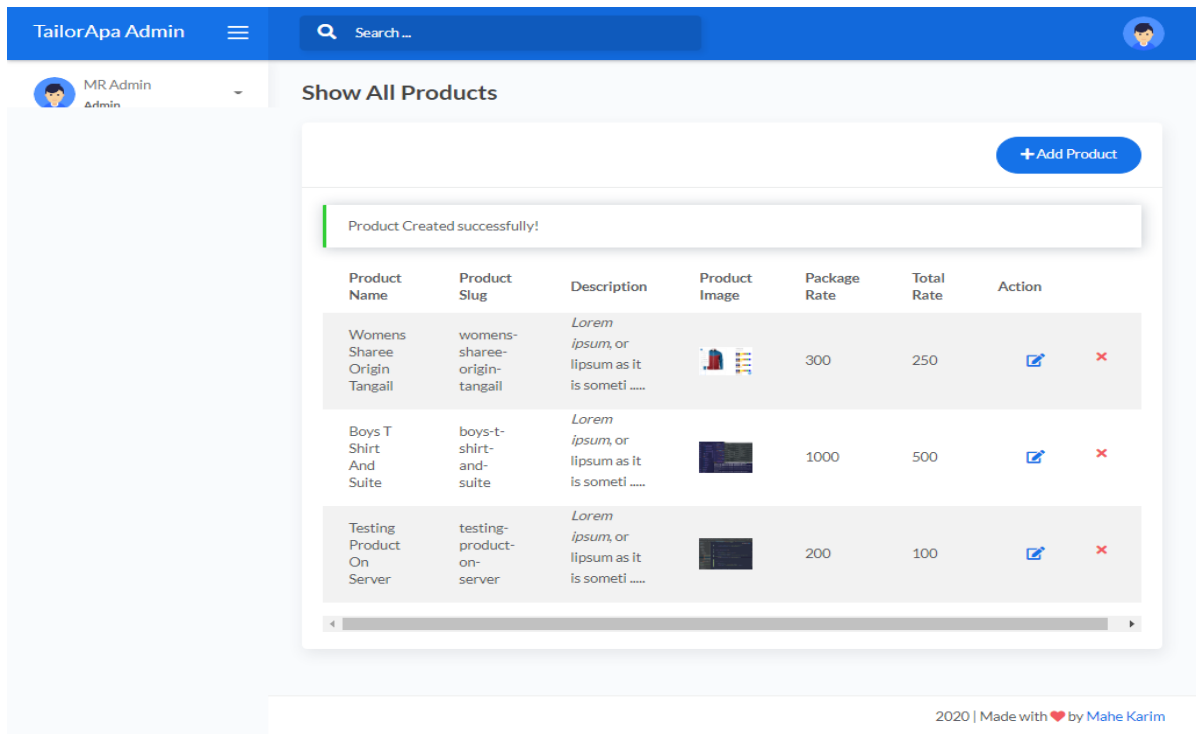 TailorApa Admin
Search ...
MR Admin
Admin
Show All Products
+Add Product
Product Created successfully!
Product Name
Product Slug
Description
Product Image
Package Rate
Total Rate
Action
Womens
Sharee
Origin
Tangail
womens-
sharee-
origin-
tangail
Lorem
ipsum, or
lipsum as it
is someti .....
300
250
Boys T
Shirt
And
Suite
boys-t-
shirt-
and-
suite
Lorem
ipsum, or
lipsum as it
is someti .....
1000
500
Testing
Product
On
Server
testing-
product-
on-
server
Lorem
ipsum, or
lipsum as it
is someti .....
200
100
2020 | Made with ❤ by Mahe Karim